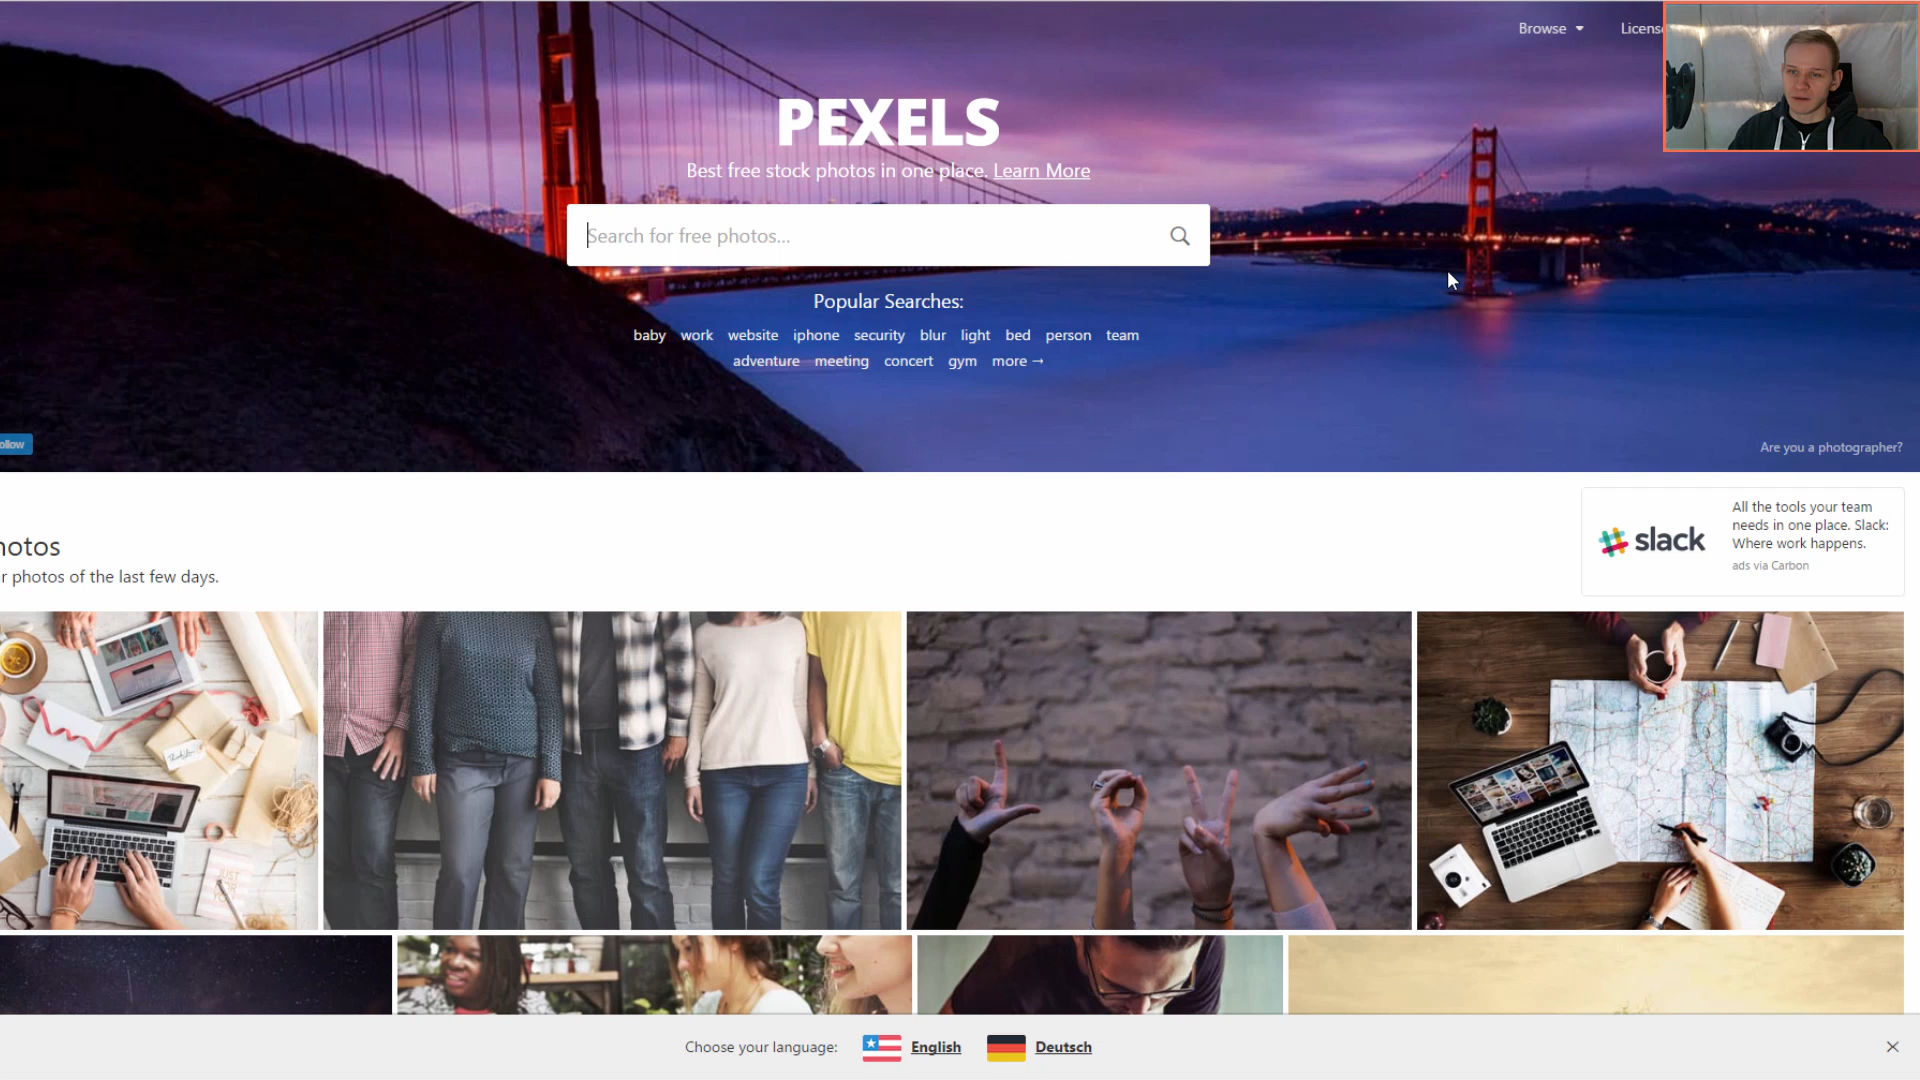 Browse
Licens
PEXELS
Best free stock photos in one place. Learn More
Search for free photos...
Popular Searches:
baby work website iphone security blur light bed person team
adventure meeting concert gym more →
ollow
Are you a photographer?
All the tools your team
needs in one place. Slack:
Where work happens.
ads via Carbon
slack
hotos
r photos of the last few days.
Choose your language: English Deutsch